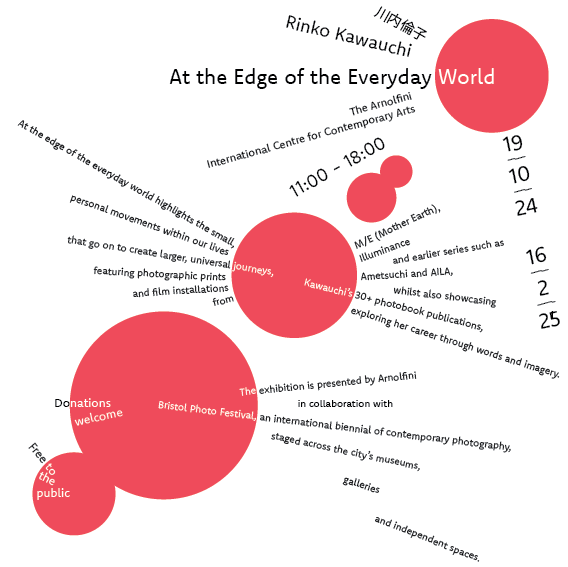 川内倫子
Rinko Kawauchi
At the Edge of the Everyday World
The Arnolfini
International Centre for Contemporary Arts
11:00 - 18:00
19
10
24
16
2
25
At the edge of the everyday world highlights the small,
personal movements within our lives
that go on to create larger, universal journeys,
featuring photographic prints
and film installations
from
M/E (Mother Earth),
Illuminance
and earlier series such as
Ametsuchi and AILA,
Kawauchi's 30+ photobook publications,
whilst also showcasing
exploring her career through words and imagery.
The exhibition is presented by Arnolfini
in collaboration with
Bristol Photo Festival, an international biennial of contemporary photography,
staged across the city's museums,
galleries
and independent spaces.
Donations
welcome
Free to
the
public